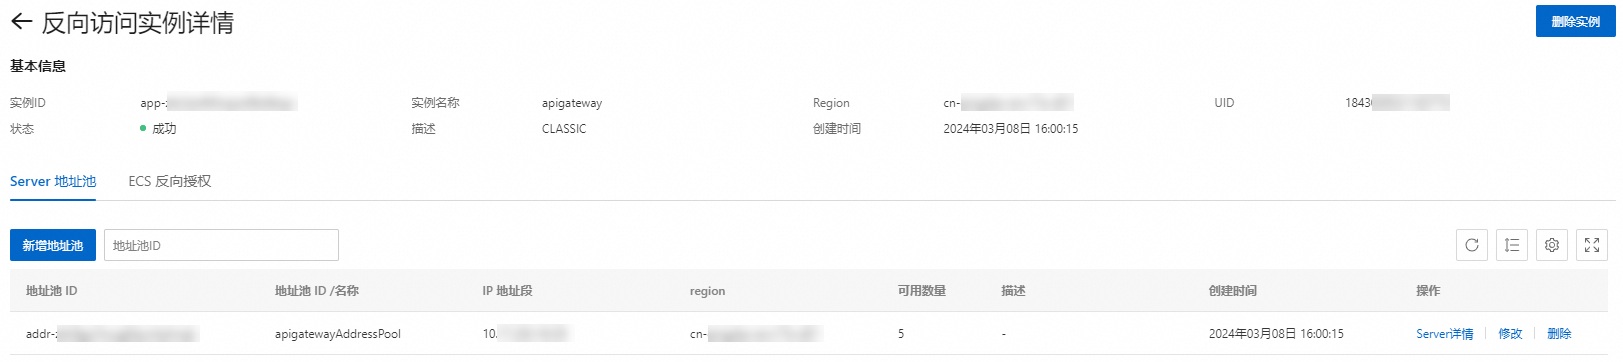 反向访问实例详情
删除实例
基本信息
实例ID app- 实例名称 apigateway Region cn- UID 1843
状态 成功 描述 CLASSIC 创建时间 2024年03月08日 16:00:15
Server 地址池 ECS 反向授权
新增地址池 地址池ID
地址池 ID 地址池 ID /名称 IP 地址段 region 可用数量 描述 创建时间 操作
addr- apigatewayAddressPool 10. cn- 5 - 2024年03月08日 16:00:15 Server详情 修改 删除